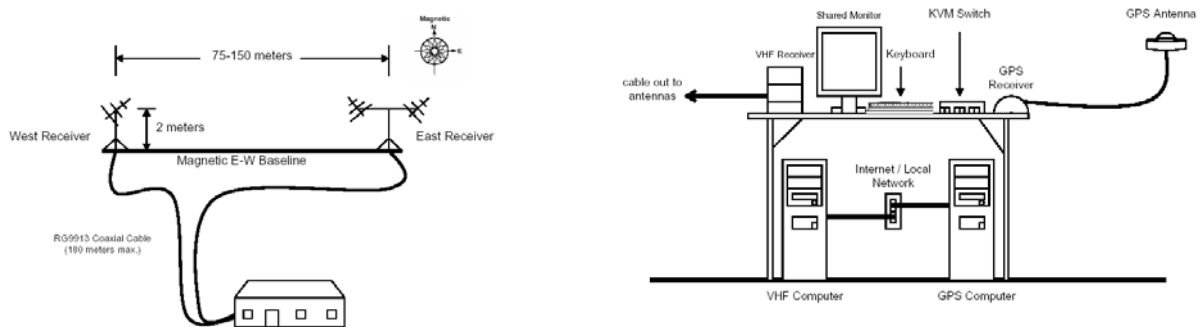 Magnetic
N
E
75-150 meters
West Receiver
2 meters
East Receiver
Magnetic E-W Baseline
RG9913 Coaxial Cable
(180 meters max.)
Shared Monitor
KVM Switch
GPS Antenna
VHF Receiver
Keyboard
GPS
Receiver
cable out to
antennas
Internet / Local
Network
VHF Computer
GPS Computer